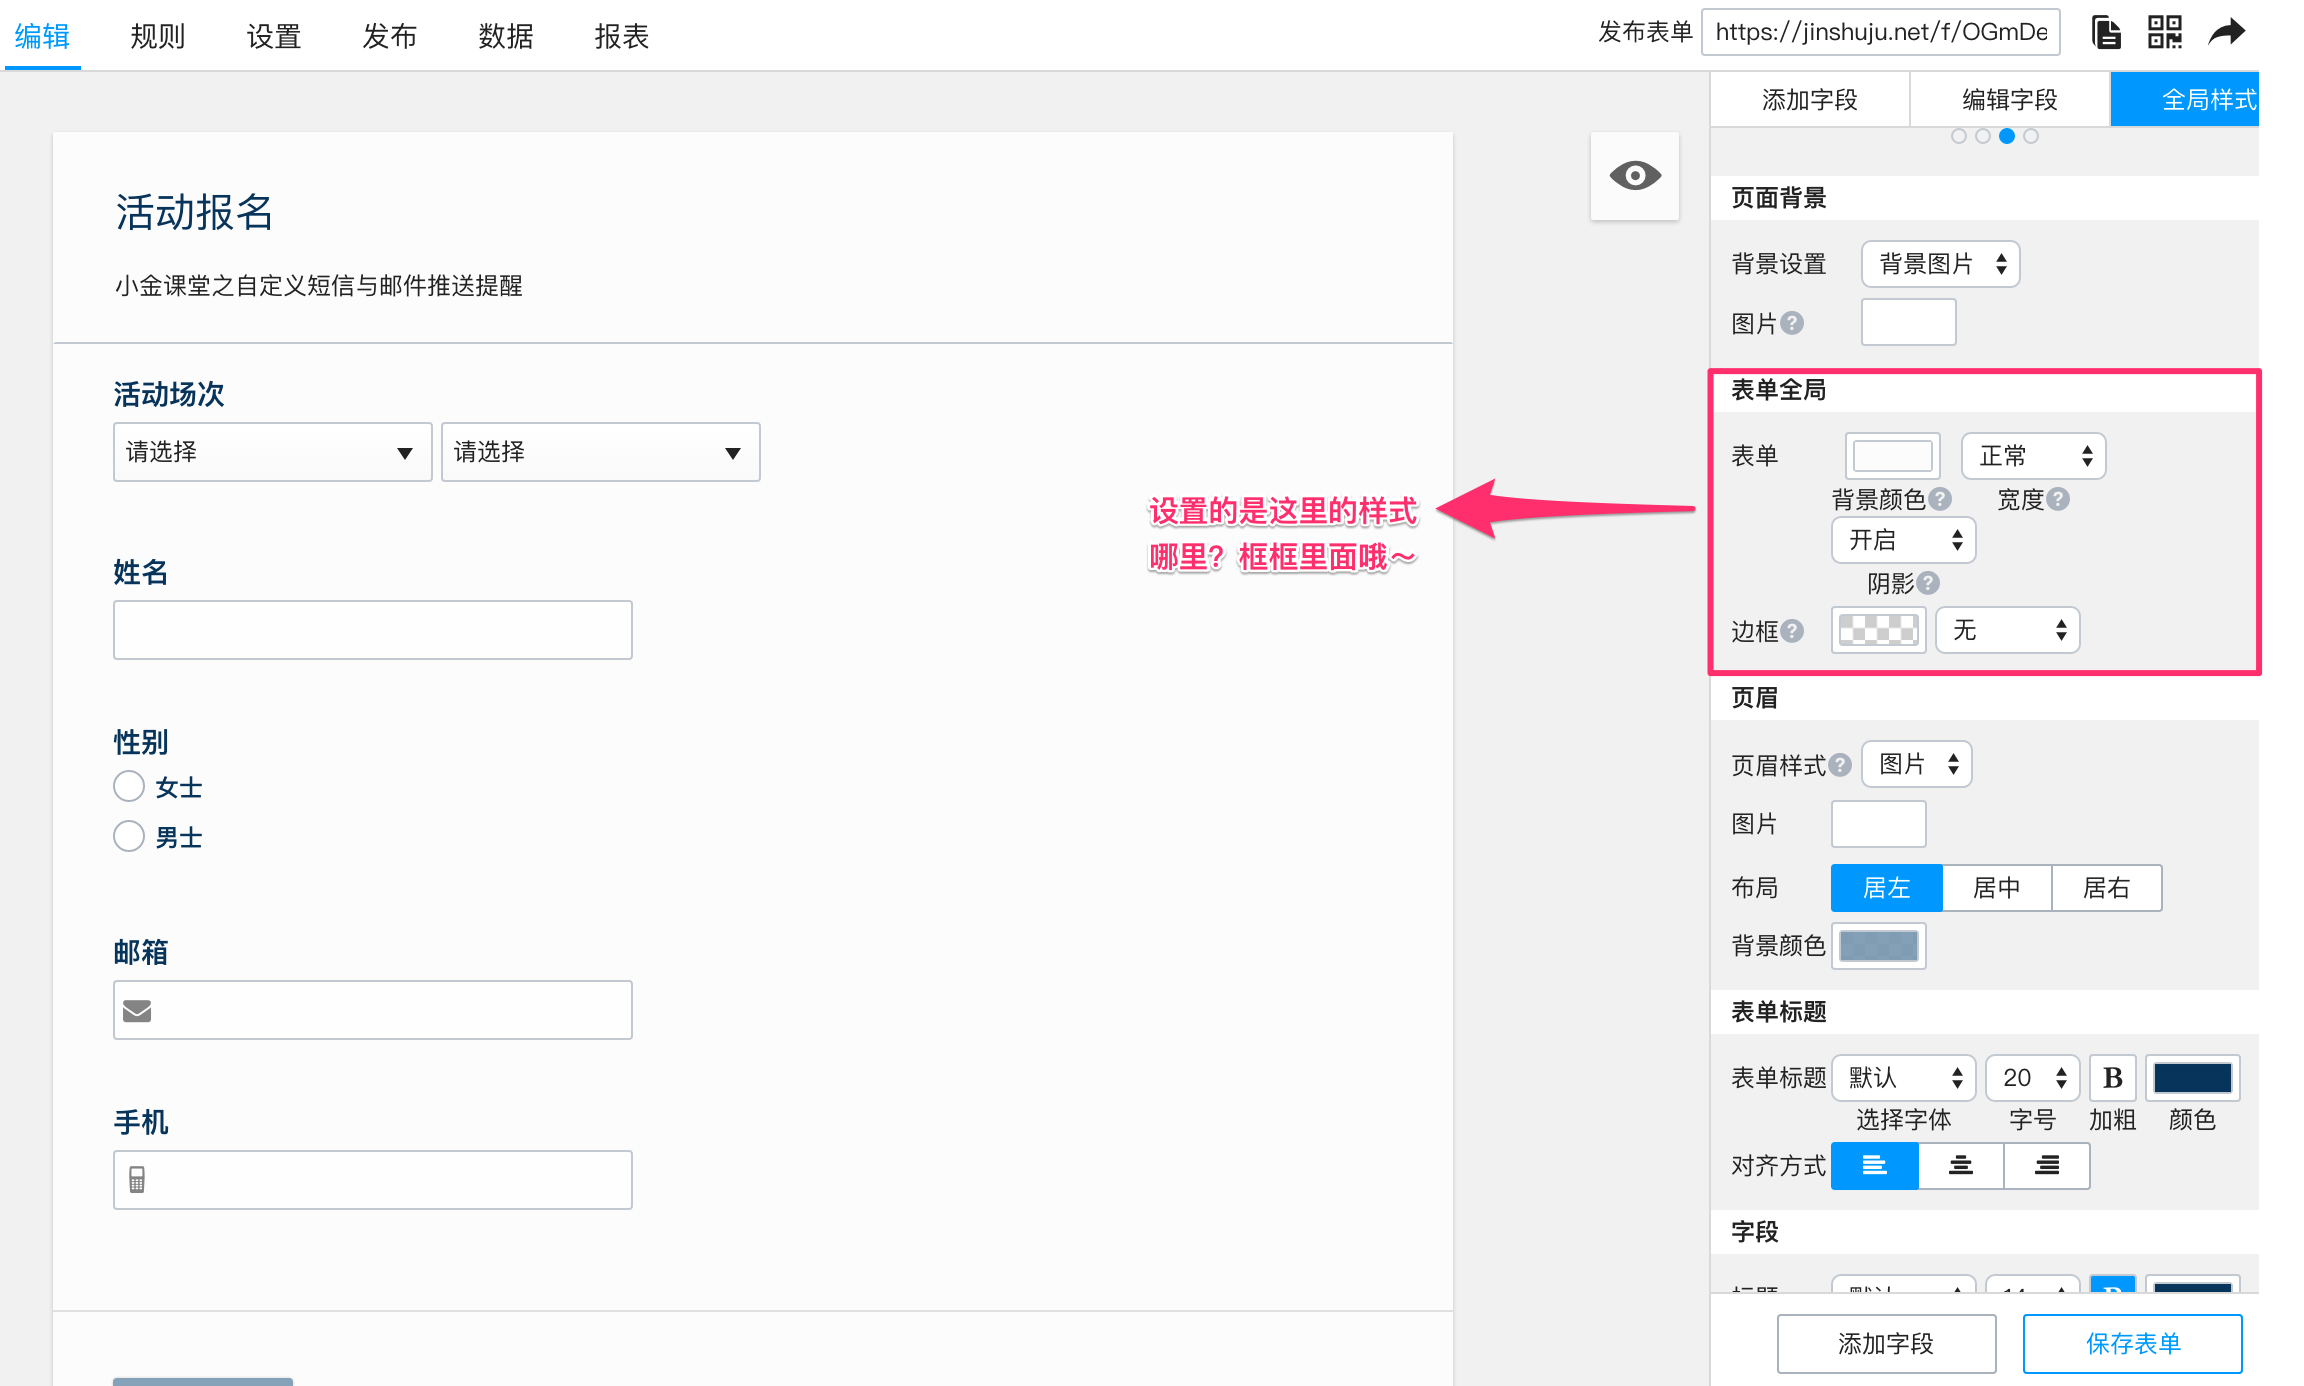 编辑 规则 设置 发布 数据 报表 发布表单 https://jinshuju.net/f/OGmDe
添加字段 编辑字段 全局样式
活动报名
小金课堂之自定义短信与邮件推送提醒
活动场次
请选择 请选择
姓名
性别
女士
男士
邮箱
手机
设置的是这里的样式
哪里？框框里面哦～
页面背景
背景设置 背景图片
图片 ?
表单全局
表单 正常
背景颜色 ? 宽度 ?
开启
阴影 ?
边框 ? 无
页眉
页眉样式 ? 图片
图片
布局 居左 居中 居右
背景颜色
表单标题
表单标题 默认 20 B
选择字体 字号 加粗 颜色
对齐方式
字段
标题 默认 14 B
添加字段 保存表单